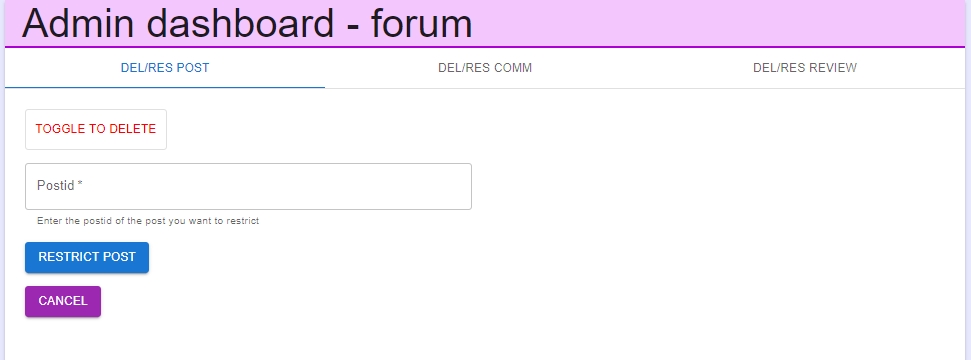 Admin dashboard - forum
DEL/RES POST DEL/RES COMM DEL/RES REVIEW
TOGGLE TO DELETE
Postid *
Enter the postid of the post you want to restrict
RESTRICT POST
CANCEL